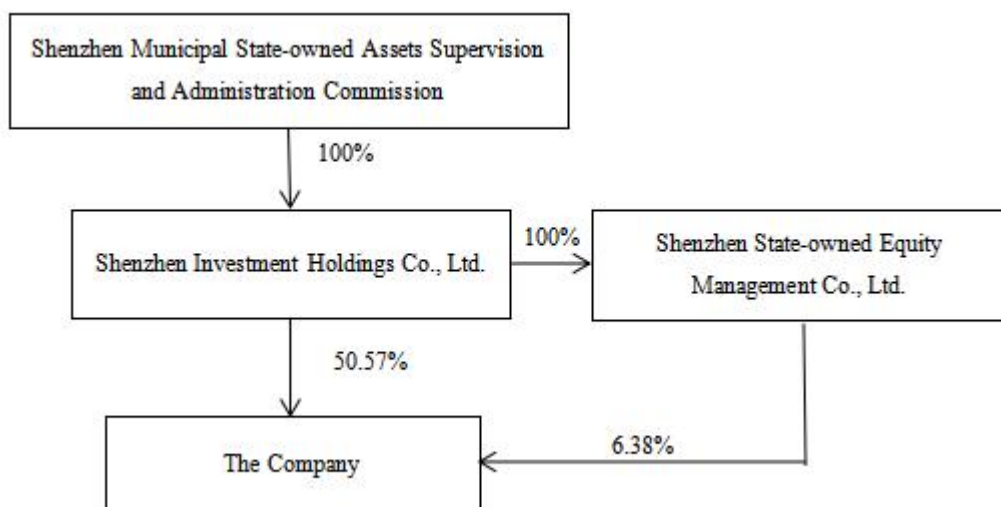 Shenzhen Municipal State-owned Assets Supervision
and Administration Commission
100%
Shenzhen Investment Holdings Co., Ltd.
100%
Shenzhen State-owned Equity
Management Co., Ltd.
50.57%
6.38%
The Company